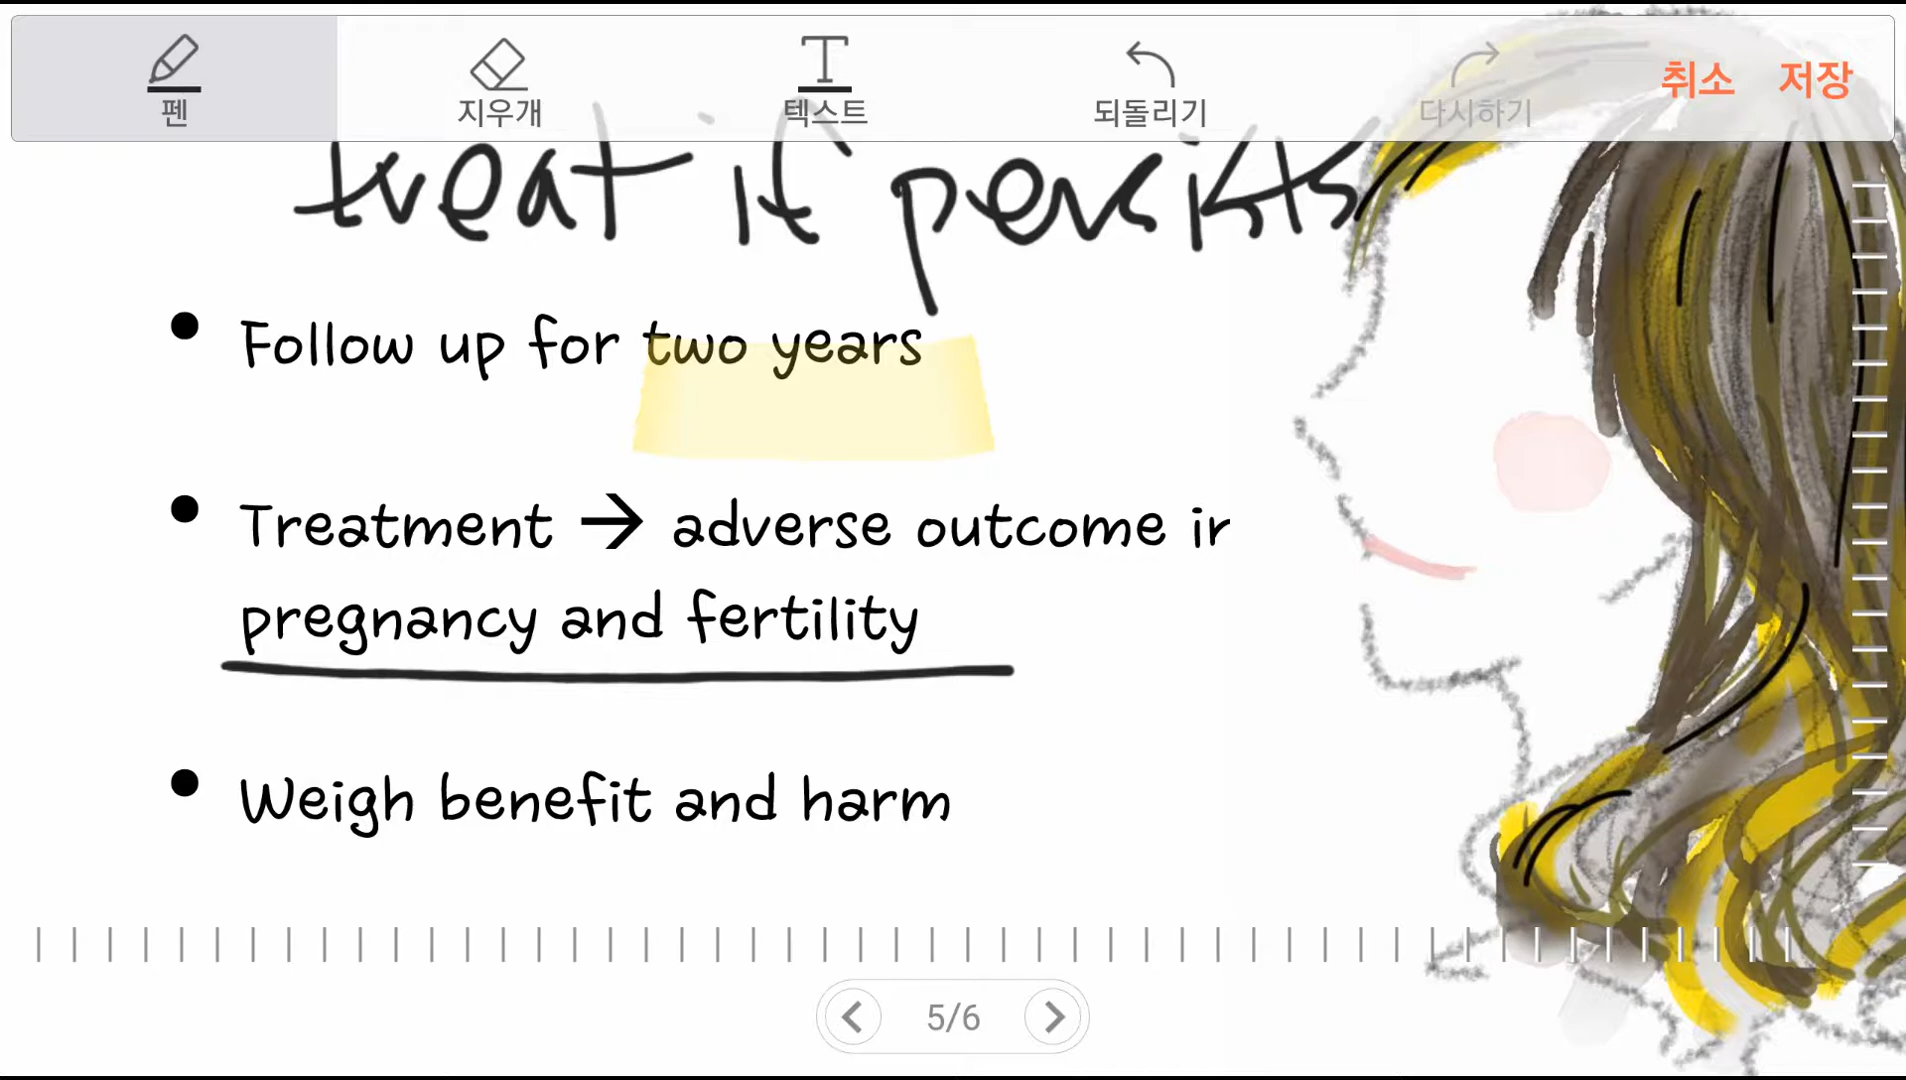 펜 지우개 텍스트 되돌리기 다시하기 취소 저장
treat if persists
• Follow up for two years
• Treatment → adverse outcome in
pregnancy and fertility
• Weigh benefit and harm
5/6